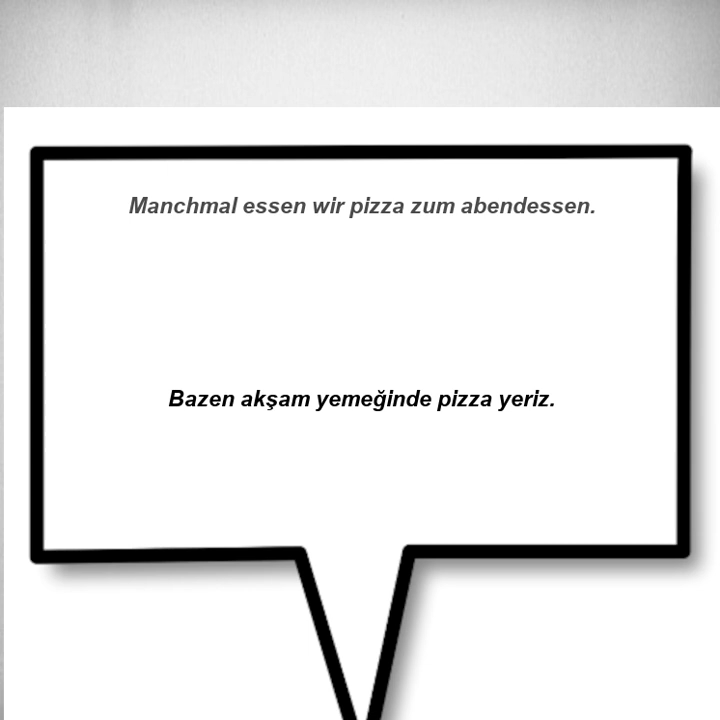 Manchmal essen wir pizza zum abendessen.
Bazen akşam yemeğinde pizza yeriz.